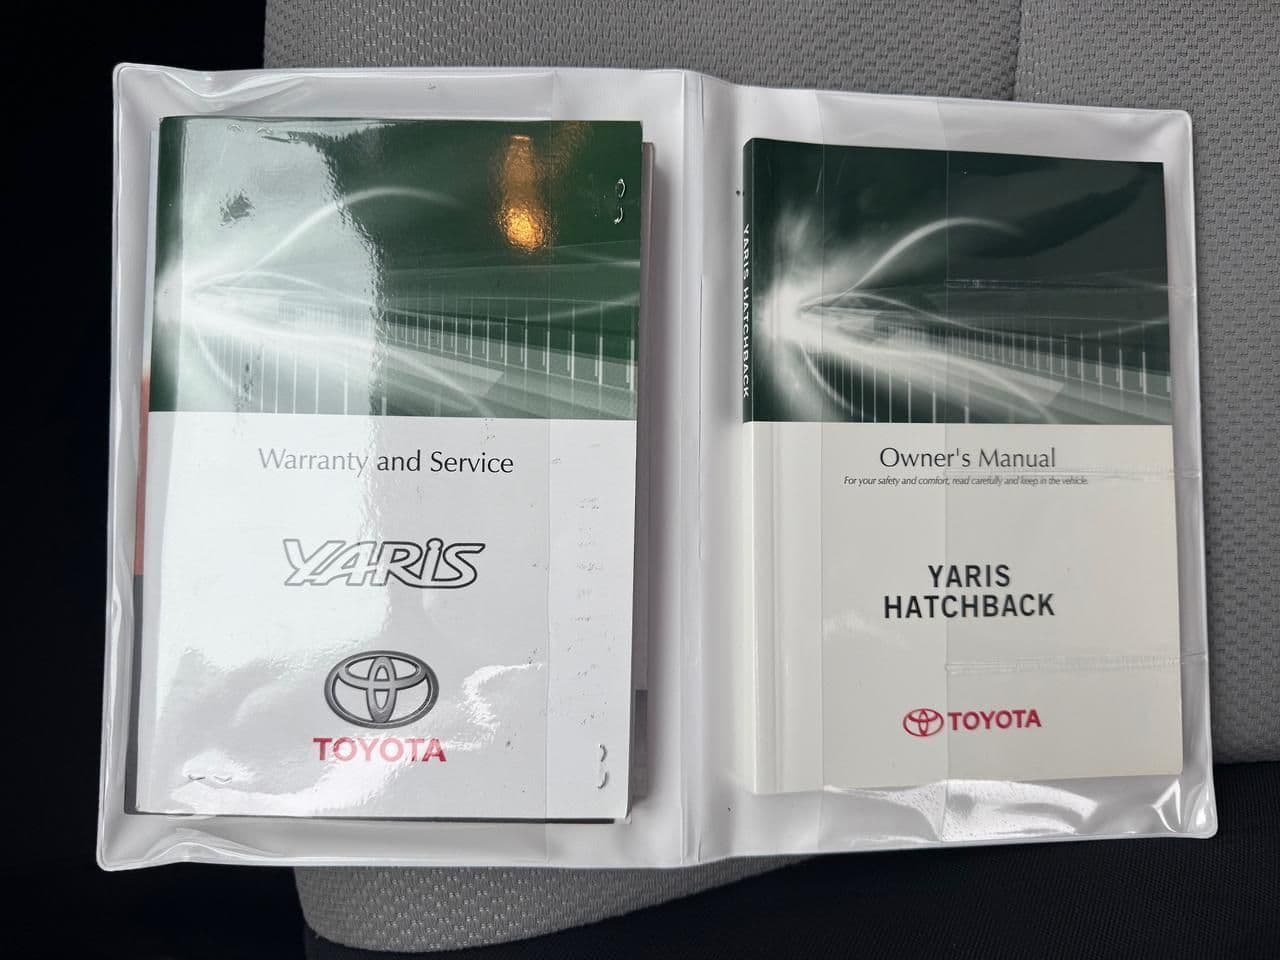 Warranty and Service
YARiS
TOYOTA
YARIS HATCHBACK
Owner's Manual
For your safety and comfort, read carefully and keep in the vehicle.
YARIS
HATCHBACK
TOYOTA